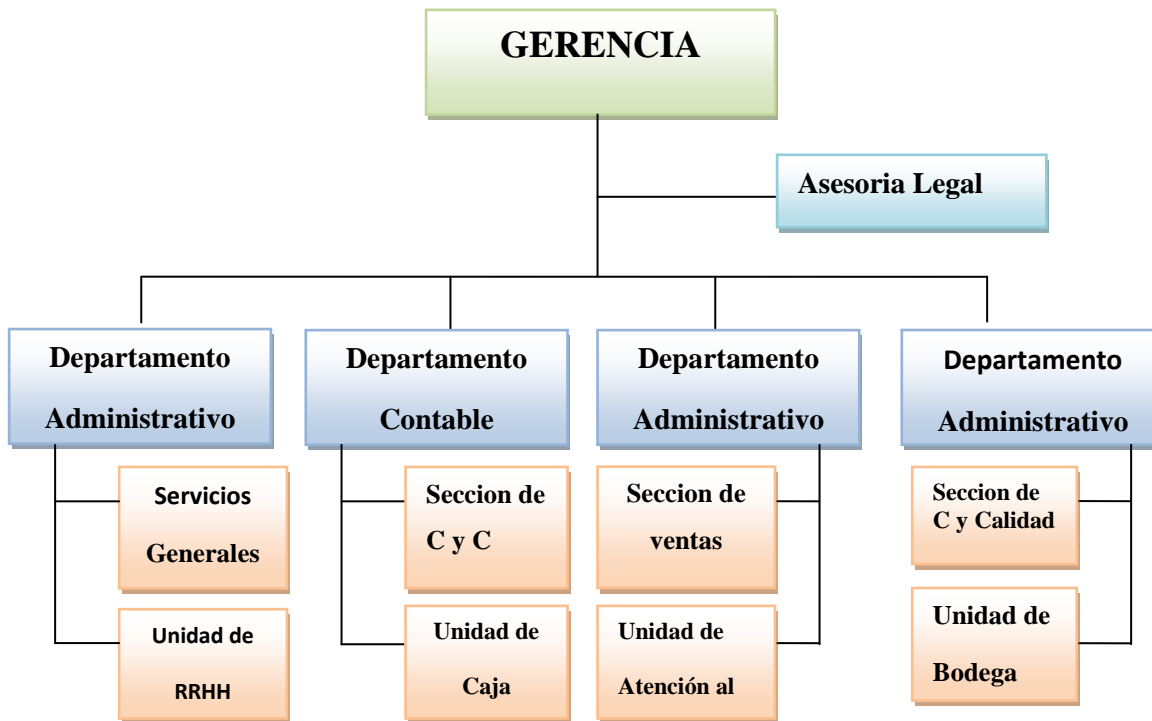 GERENCIA
Asesoria Legal
Departamento
Administrativo
Departamento
Contable
Departamento
Administrativo
Departamento
Administrativo
Servicios
Generales
Seccion de
C y C
Seccion de
ventas
Seccion de
C y Calidad
Unidad de
RRHH
Unidad de
Caja
Unidad de
Atención al
Unidad de
Bodega